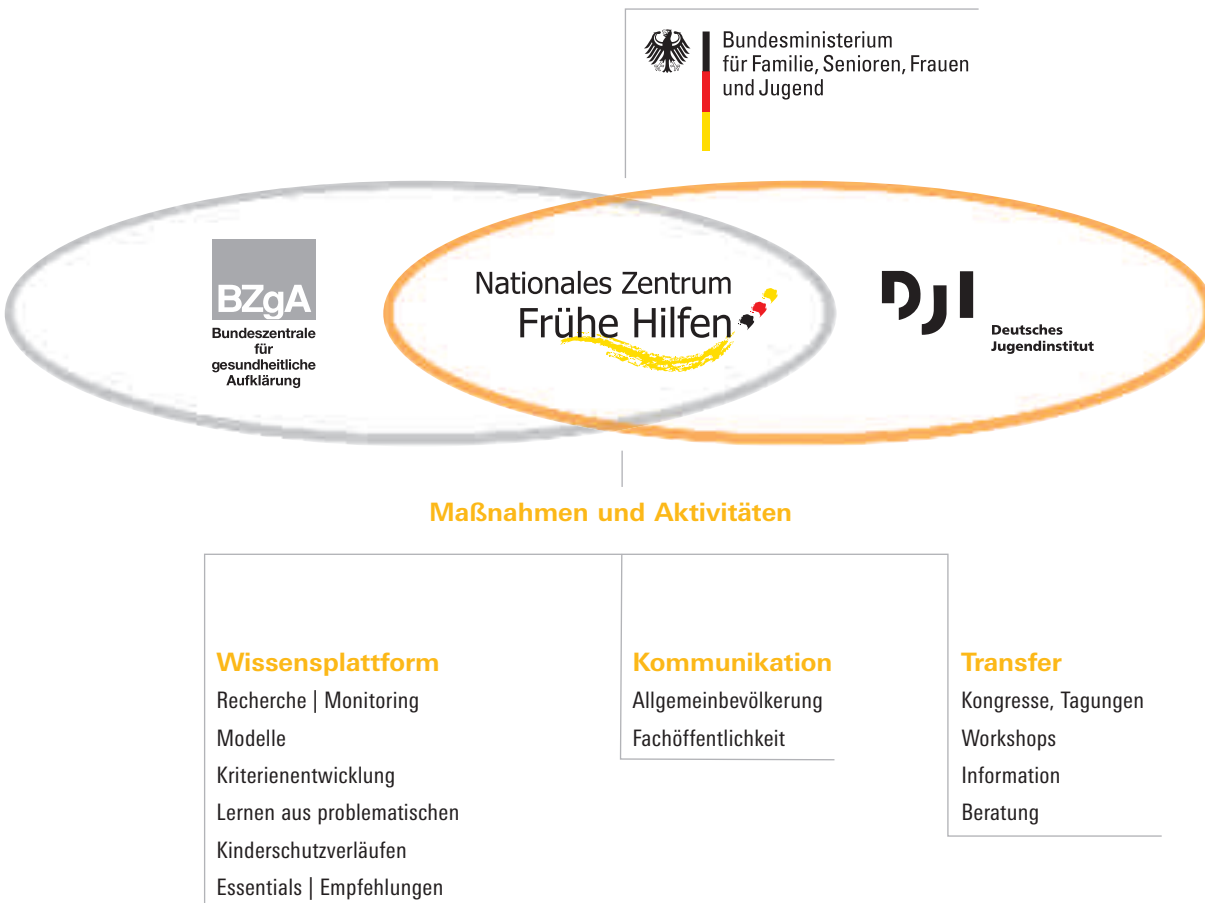 Bundesministerium
für Familie, Senioren, Frauen
und Jugend
BZgA
Bundeszentrale
für
gesundheitliche
Aufklärung
Nationales Zentrum
Frühe Hilfen
DJI
Deutsches
Jugendinstitut
Maßnahmen und Aktivitäten
Wissensplattform
Recherche | Monitoring
Modelle
Kriterienentwicklung
Lernen aus problematischen
Kinderschutzverläufen
Essentials | Empfehlungen
Kommunikation
Allgemeinbevölkerung
Fachöffentlichkeit
Transfer
Kongresse, Tagungen
Workshops
Information
Beratung